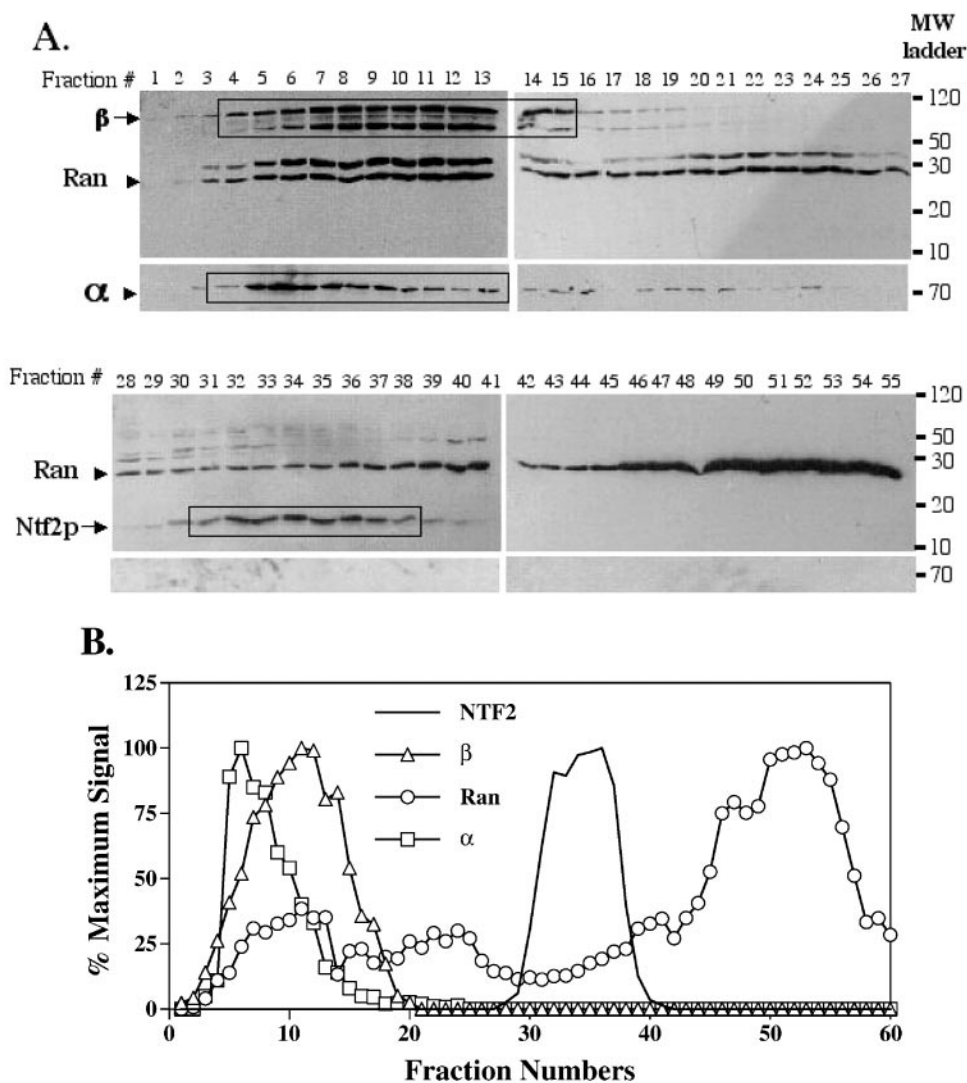 A.
MW
ladder
Fraction # 1 2 3 4 5 6 7 8 9 10 11 12 13 14 15 16 17 18 19 20 21 22 23 24 25 26 27
β
Ran
120
50
30
20
10
α
70
Fraction # 28 29 30 31 32 33 34 35 36 37 38 39 40 41 42 43 44 45 46 47 48 49 50 51 52 53 54 55
Ran
Ntf2p
120
50
30
20
10
70
B.
125
100
75
50
25
0
% Maximum Signal
NTF2
β
Ran
α
0 10 20 30 40 50 60
Fraction Numbers